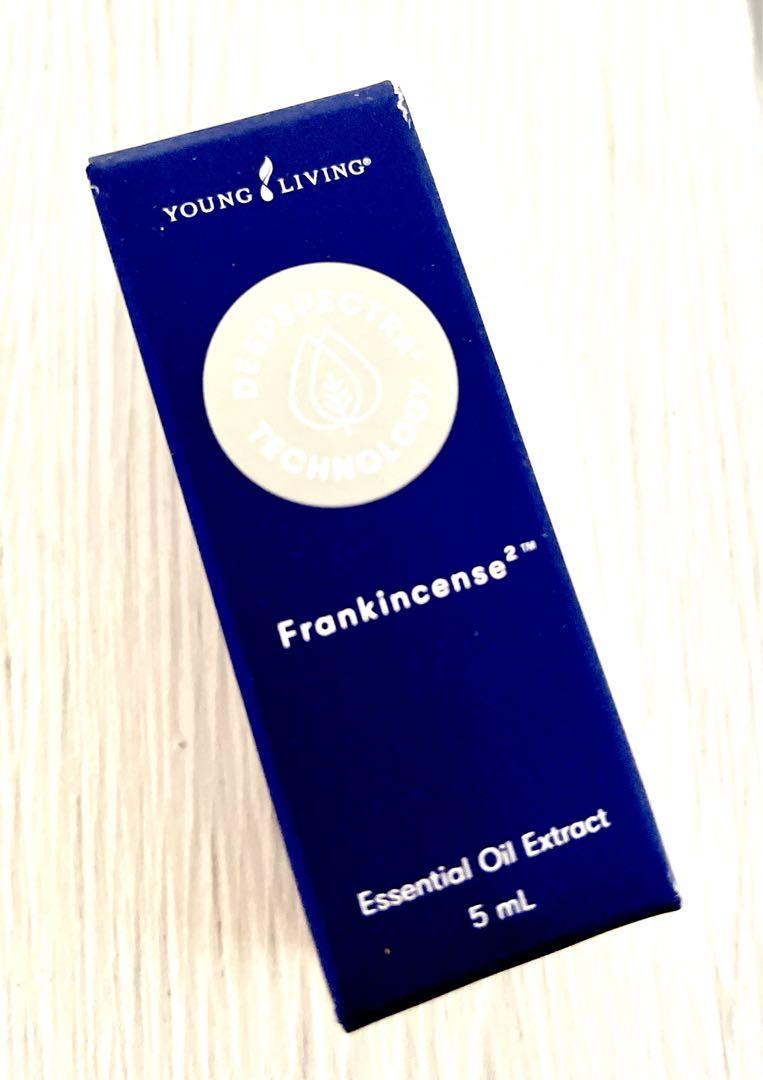 YOUNG LIVING®
DEEPSPECTRA®
TECHNOLOGY
Frankincense²™
Essential Oil Extract
5 mL